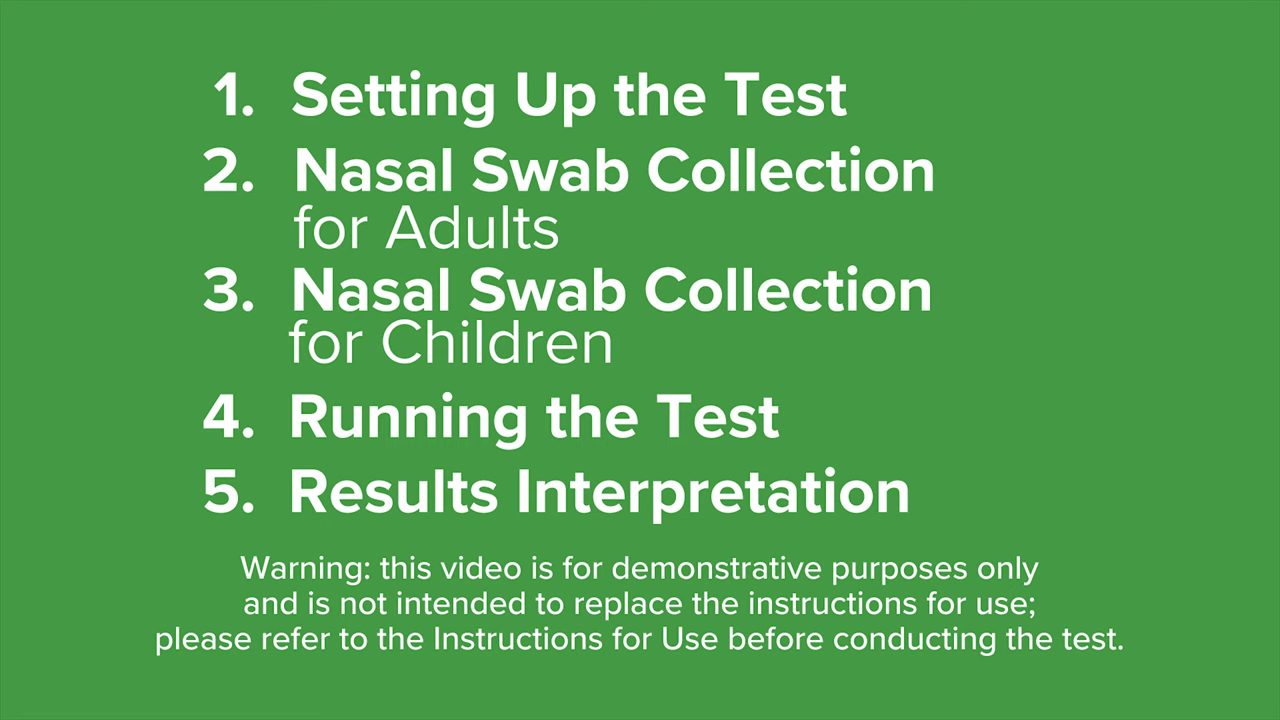 1. Setting Up the Test
2. Nasal Swab Collection
for Adults
3. Nasal Swab Collection
for Children
4. Running the Test
5. Results Interpretation
Warning: this video is for demonstrative purposes only
and is not intended to replace the instructions for use;
please refer to the Instructions for Use before conducting the test.